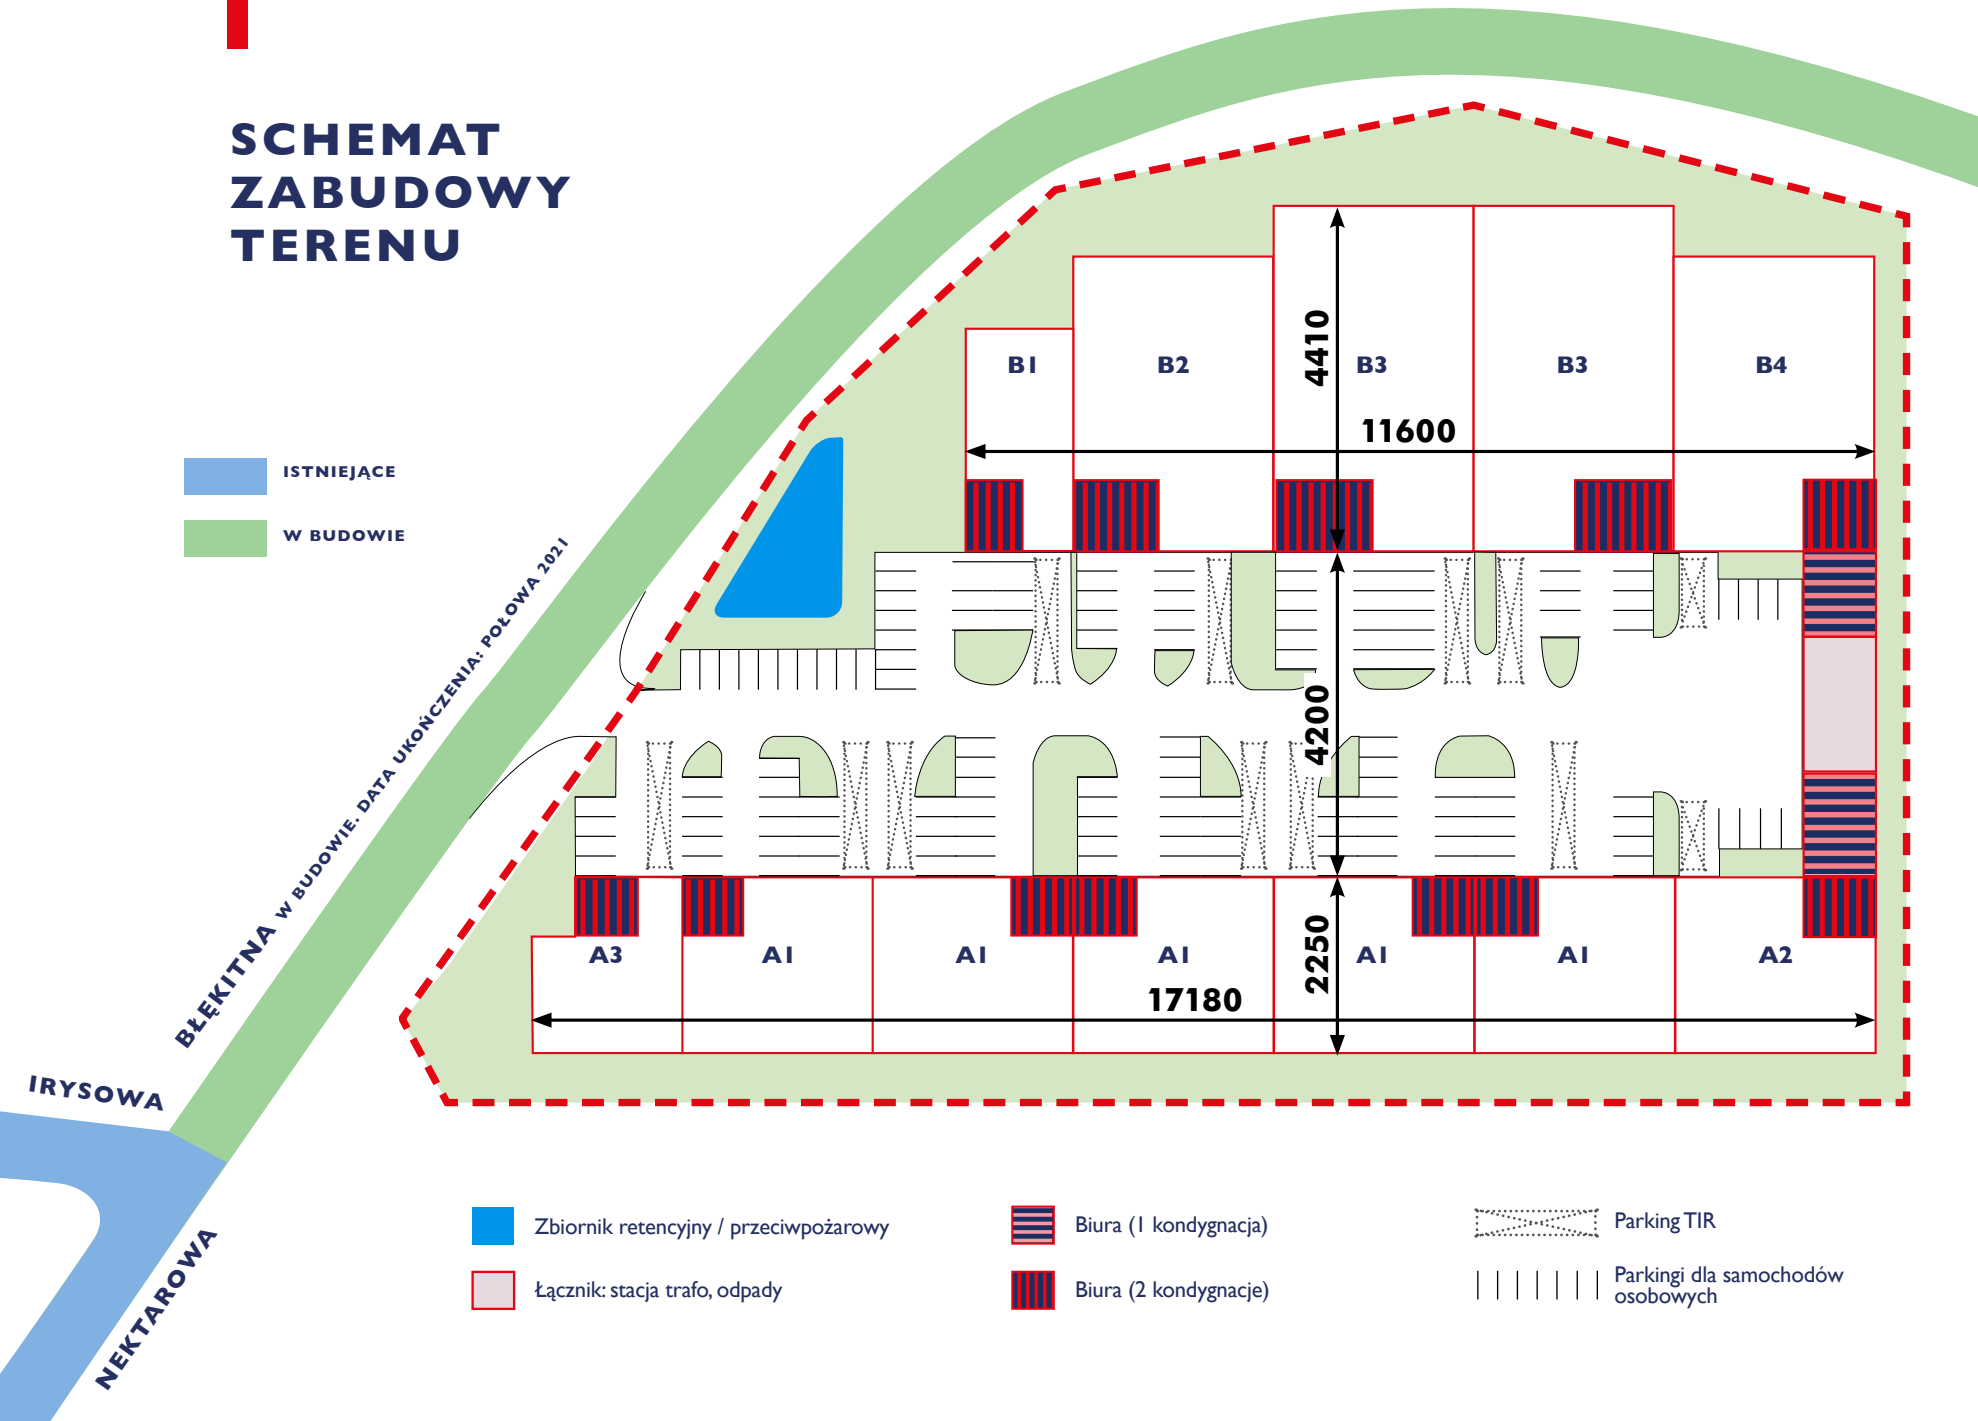 SCHEMAT
ZABUDOWY
TERENU
ISTNIEJĄCE
W BUDOWIE
BŁĘKITNA W BUDOWIE. DATA UKOŃCZENIA: POŁOWA 2021
IRYSOWA
NEKTAROWA
4410
B1
B2
B3
B3
B4
11600
4200
2250
A3
A1
A1
A1
A1
A1
A2
17180
Zbiornik retencyjny / przeciwpożarowy
Łącznik: stacja trafo, odpady
Biura (1 kondygnacja)
Biura (2 kondygnacje)
Parking TIR
Parkingi dla samochodów
osobowych